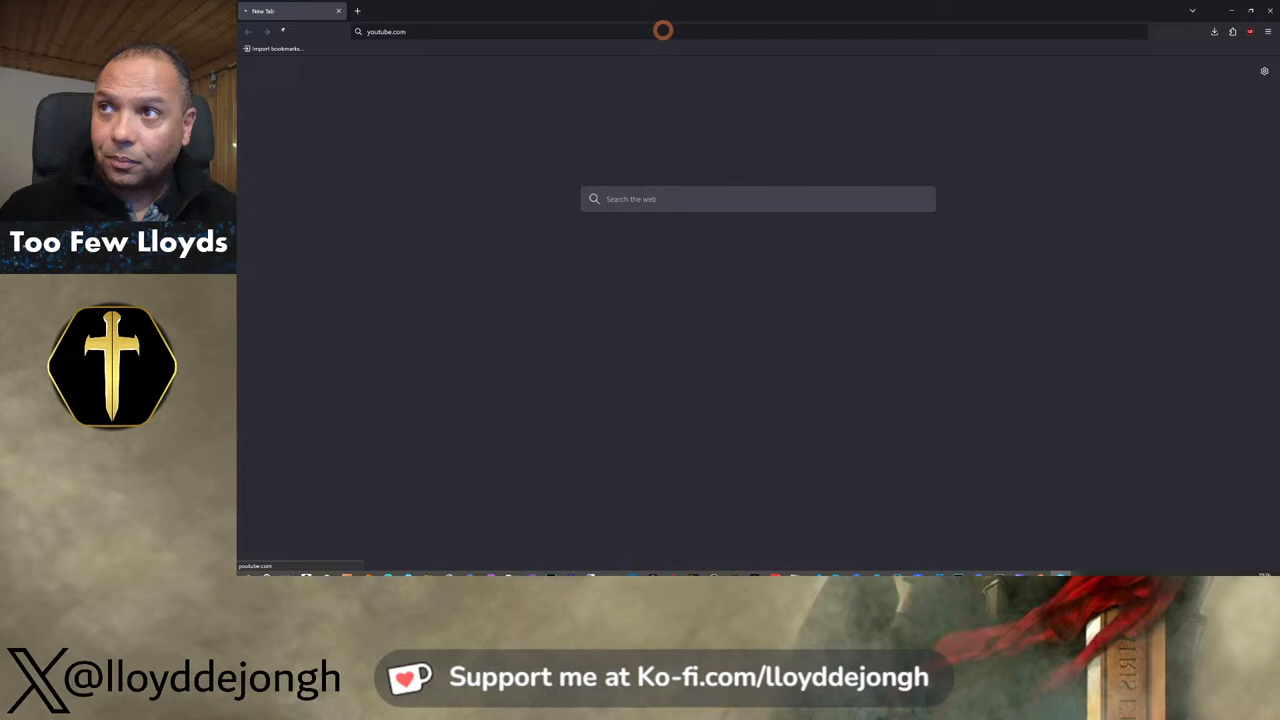 New Tab
youtube.com
Import bookmarks...
Search the web
Too Few Lloyds
youtube.com
@lloyddejongh
Support me at Ko-fi.com/lloyddejongh